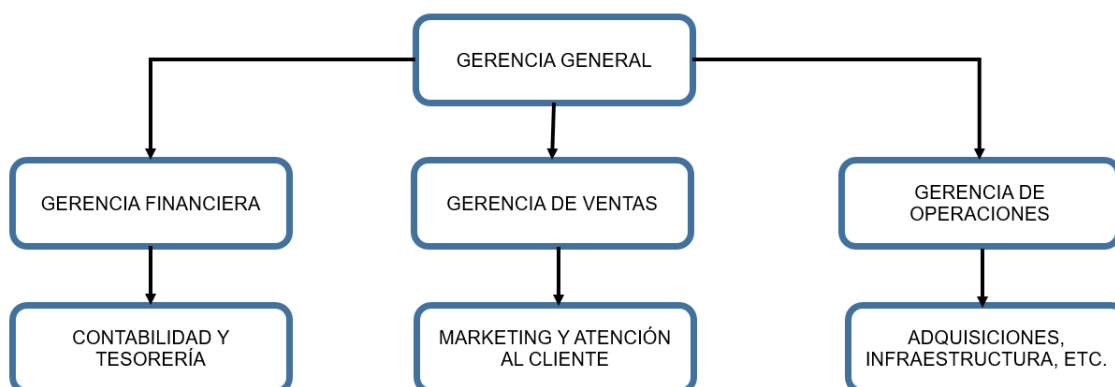 GERENCIA GENERAL
GERENCIA FINANCIERA
GERENCIA DE VENTAS
GERENCIA DE
OPERACIONES
CONTABILIDAD Y
TESORERÍA
MARKETING Y ATENCIÓN
AL CLIENTE
ADQUISICIONES,
INFRAESTRUCTURA, ETC.